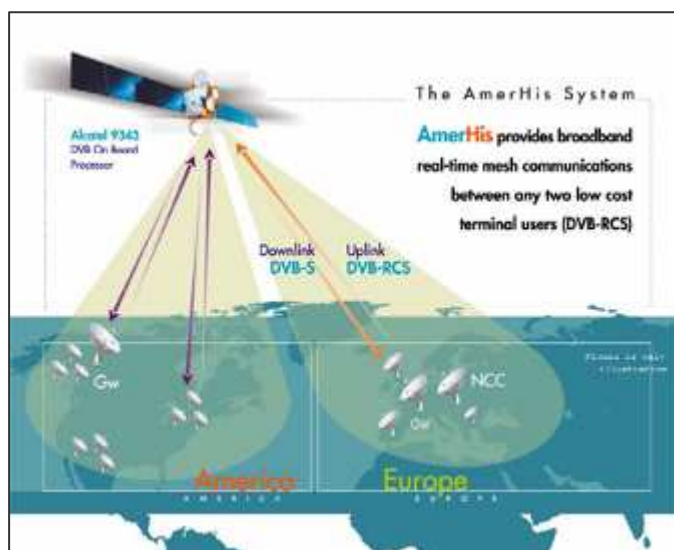 The AmerHis System
AmerHis provides broadband
real-time mesh communications
between any two low cost
terminal users (DVB-RCS)
Alcatel 9343
DVB On Board
Processor
Downlink
DVB-S
Uplink
DVB-RCS
Gw
NCC
Gw
America
AMERICA
Europe
EUROPE